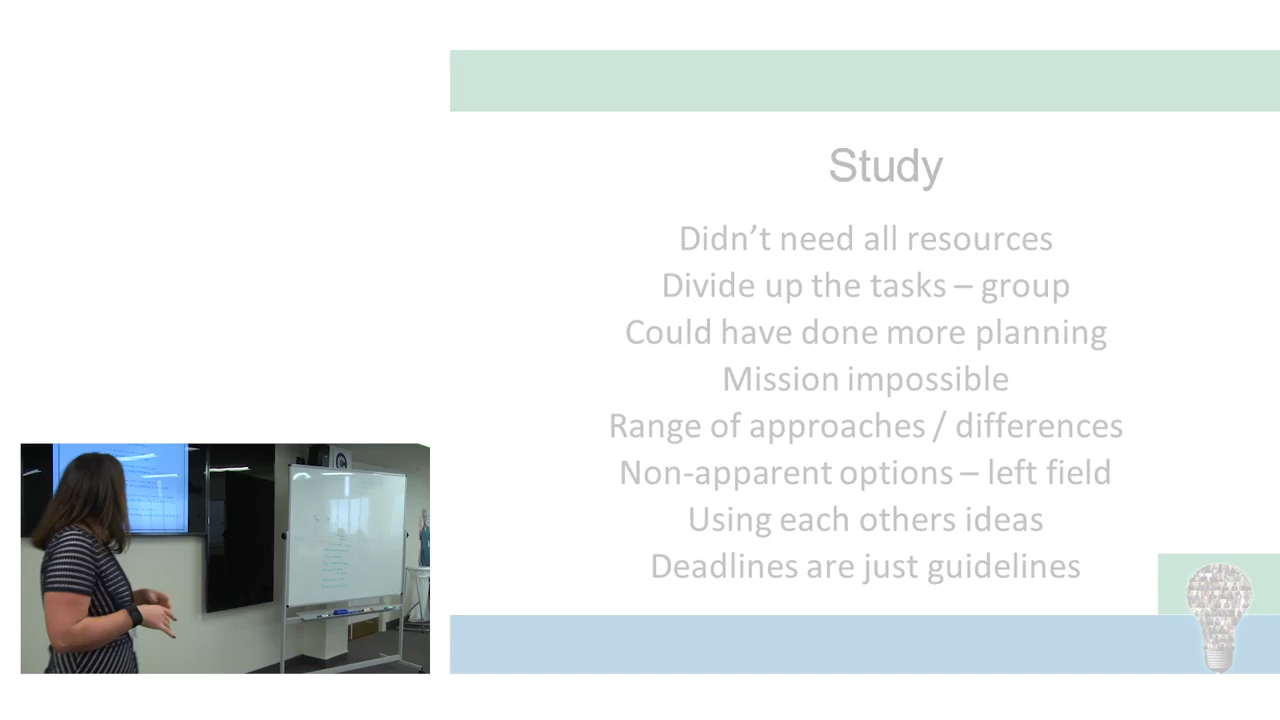 Study
Didn’t need all resources
Divide up the tasks – group
Could have done more planning
Mission impossible
Range of approaches / differences
Non-apparent options – left field
Using each others ideas
Deadlines are just guidelines